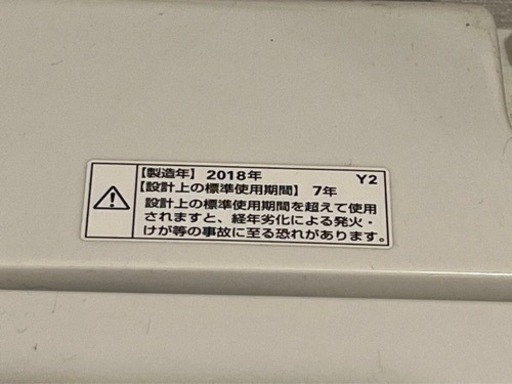 【製造年】2018年 Y2
【設計上の標準使用期間】7年
設計上の標準使用期間を超えて使用
されますと、経年劣化による発火・
けが等の事故に至る恐れがあります。